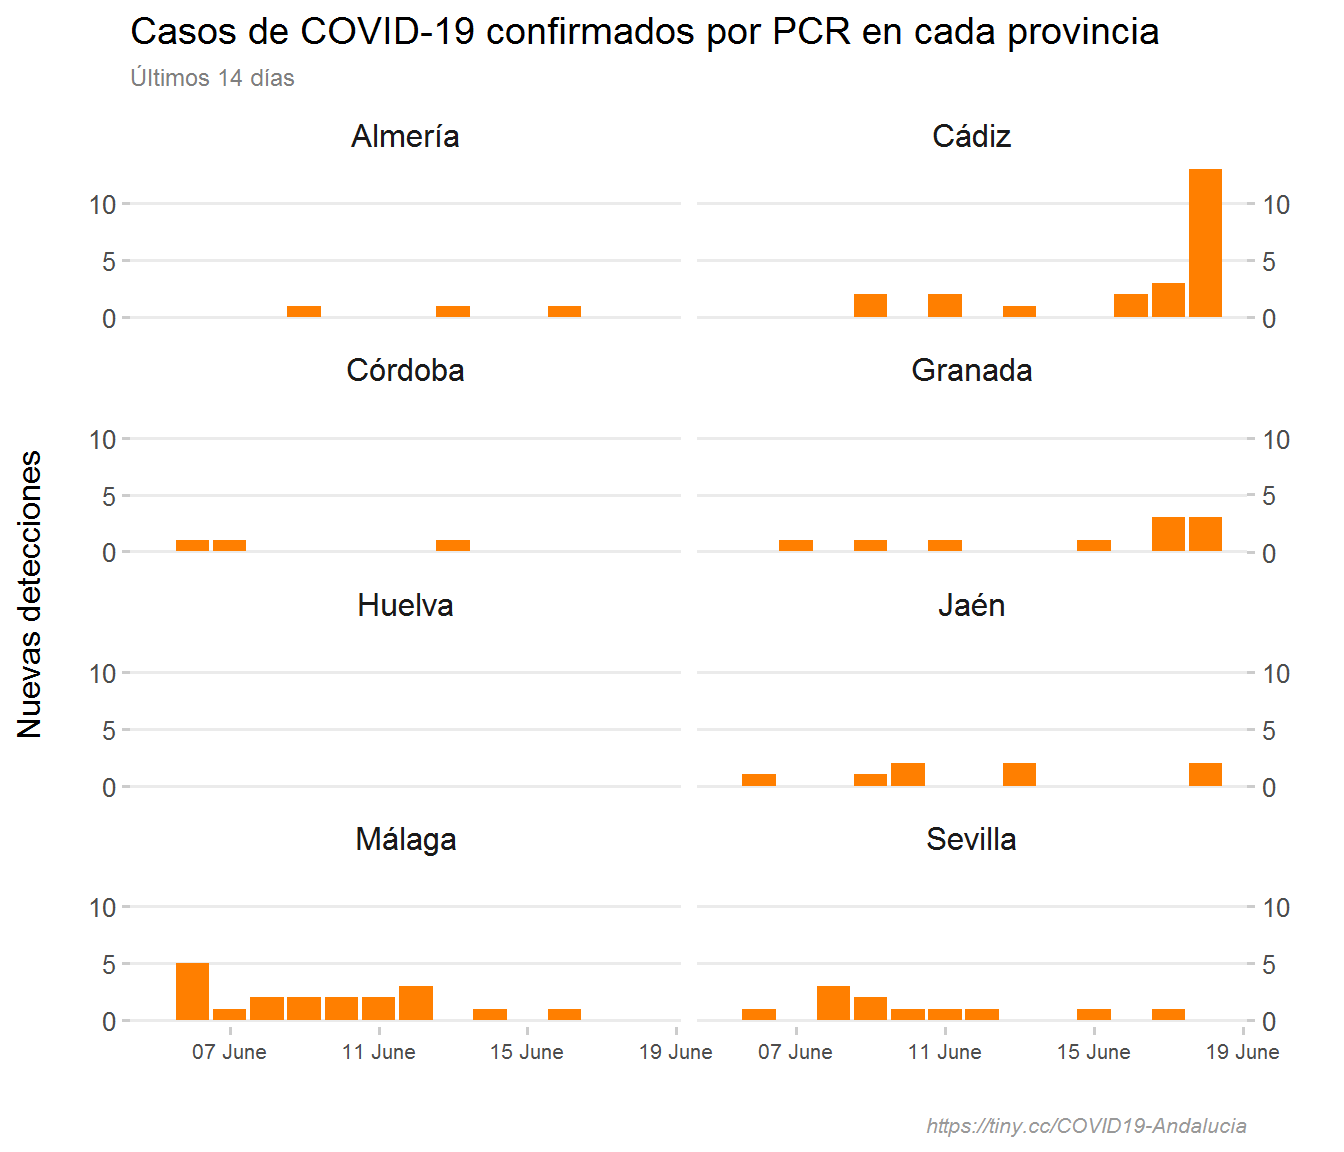 Casos de COVID-19 confirmados por PCR en cada provincia
Últimos 14 días
Almería
Cádiz
10
5
0
10
5
0
Córdoba
Granada
10
5
0
10
5
0
Huelva
Jaén
10
5
0
10
5
0
Málaga
Sevilla
10
5
0
10
5
0
07 June 11 June 15 June 19 June
07 June 11 June 15 June 19 June
Nuevas detecciones
https://tiny.cc/COVID19-Andalucia